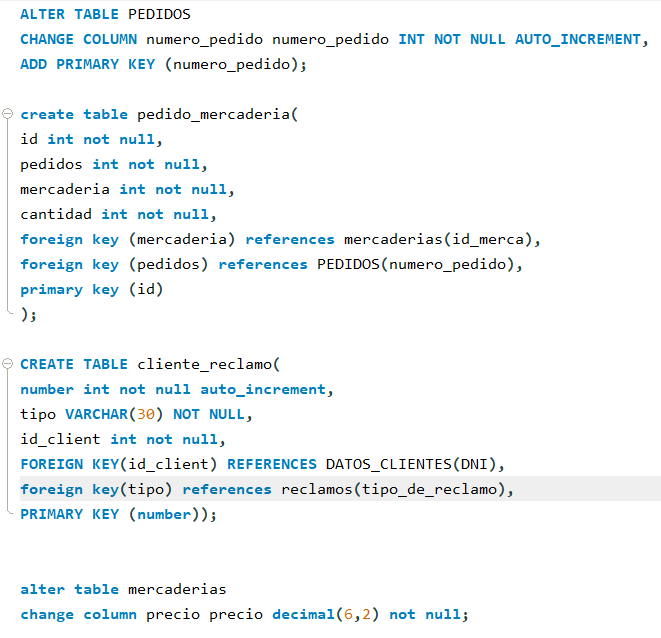 ALTER TABLE PEDIDOS
CHANGE COLUMN numero_pedido numero_pedido INT NOT NULL AUTO_INCREMENT,
ADD PRIMARY KEY (numero_pedido);
create table pedido_mercaderia(
id int not null,
pedidos int not null,
mercaderia int not null,
cantidad int not null,
foreign key (mercaderia) references mercaderias(id_merca),
foreign key (pedidos) references PEDIDOS(numero_pedido),
primary key (id)
);
CREATE TABLE cliente_reclamo(
number int not null auto_increment,
tipo VARCHAR(30) NOT NULL,
id_client int not null,
FOREIGN KEY(id_client) REFERENCES DATOS_CLIENTES(DNI),
foreign key(tipo) references reclamos(tipo_de_reclamo),
PRIMARY KEY (number));
alter table mercaderias
change column precio precio decimal(6,2) not null;